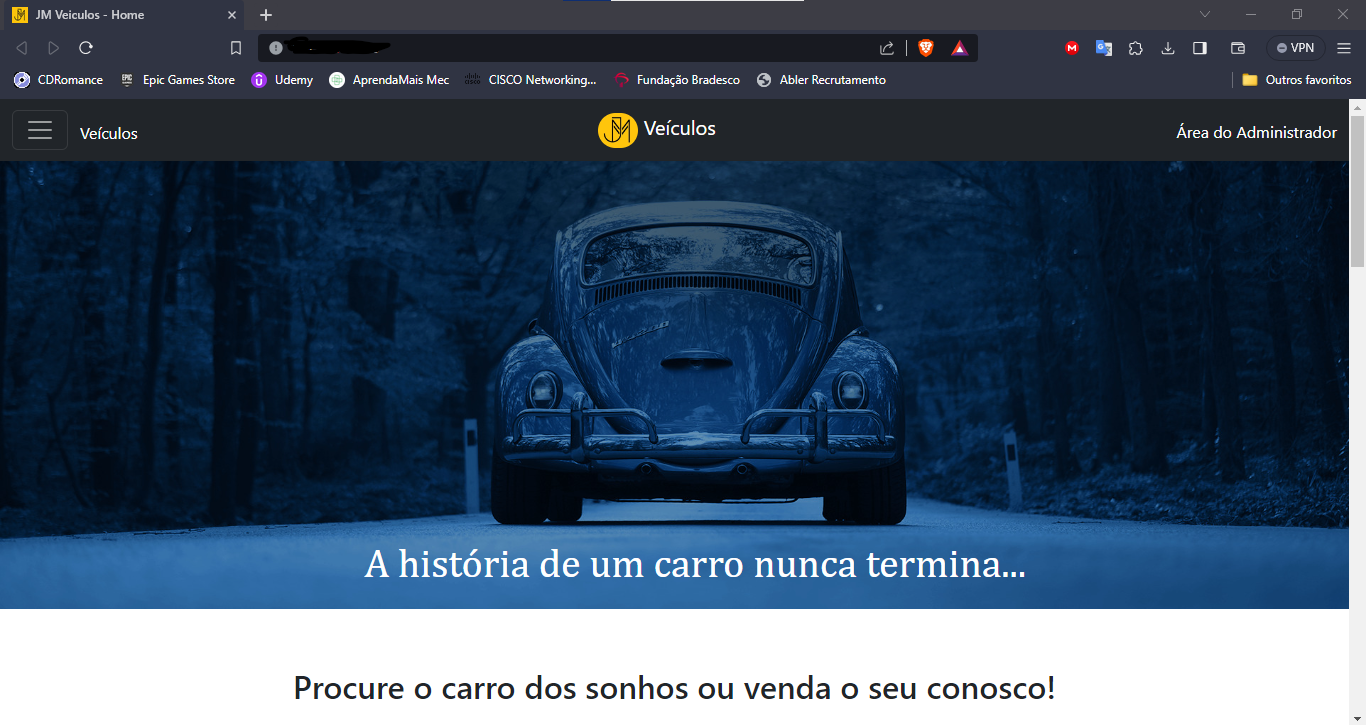 JM Veiculos - Home
VPN
CDRomance
Epic Games Store
Udemy
AprendaMais Mec
CISCO Networking...
Fundação Bradesco
Abler Recrutamento
Outros favoritos
Veículos
JM Veículos
Área do Administrador
A história de um carro nunca termina...
Procure o carro dos sonhos ou venda o seu conosco!